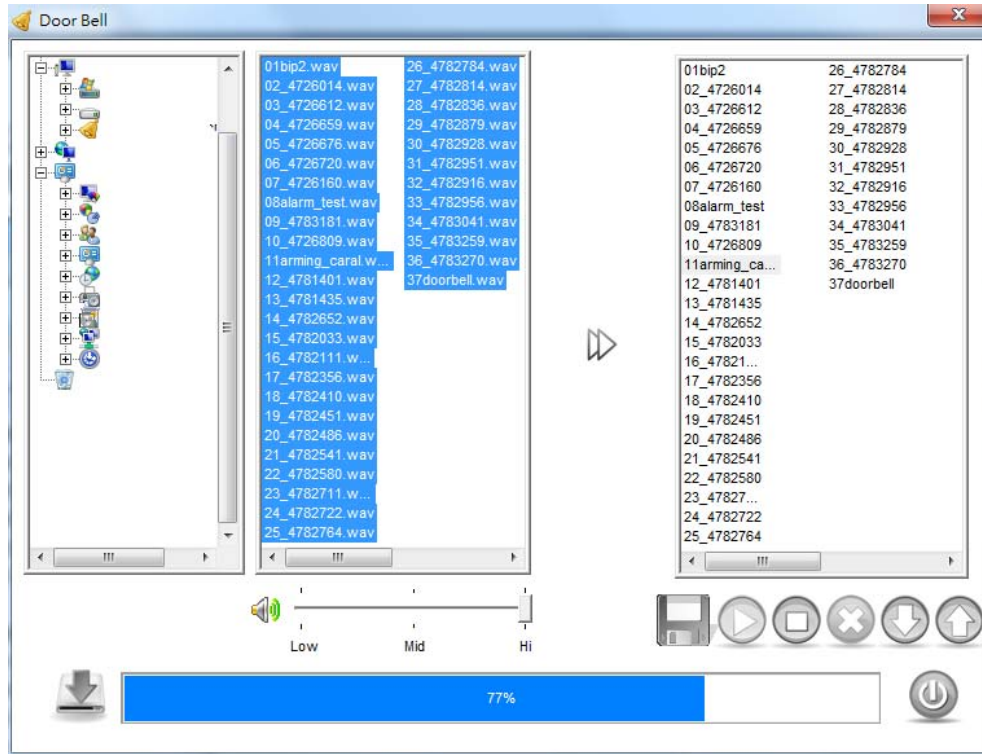 Door Bell
01bip2.wav
02_4726014.wav
03_4726612.wav
04_4726659.wav
05_4726676.wav
06_4726720.wav
07_4726160.wav
08alarm_test.wav
09_4783181.wav
10_4726809.wav
11arming_caral.w...
12_4781401.wav
13_4781435.wav
14_4782652.wav
15_4782033.wav
16_4782111.w...
17_4782356.wav
18_4782410.wav
19_4782451.wav
20_4782486.wav
21_4782541.wav
22_4782580.wav
23_4782711.w...
24_4782722.wav
25_4782764.wav
26_4782784.wav
27_4782814.wav
28_4782836.wav
29_4782879.wav
30_4782928.wav
31_4782951.wav
32_4782916.wav
33_4782956.wav
34_4783041.wav
35_4783259.wav
36_4783270.wav
37doorbell.wav
01bip2
02_4726014
03_4726612
04_4726659
05_4726676
06_4726720
07_4726160
08alarm_test
09_4783181
10_4726809
11arming_ca...
12_4781401
13_4781435
14_4782652
15_4782033
16_47821...
17_4782356
18_4782410
19_4782451
20_4782486
21_4782541
22_4782580
23_47827...
24_4782722
25_4782764
26_4782784
27_4782814
28_4782836
29_4782879
30_4782928
31_4782951
32_4782916
33_4782956
34_4783041
35_4783259
36_4783270
37doorbell
Low Mid Hi
77%